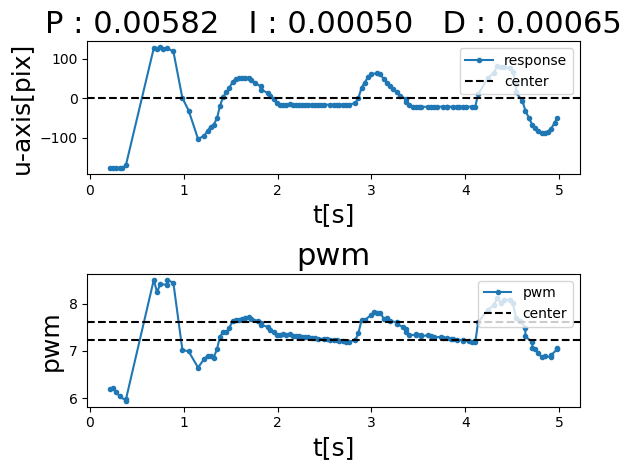 P : 0.00582   I : 0.00050   D : 0.00065
100
0
−100
u-axis[pix]
response
center
0 1 2 3 4 5
t[s]
pwm
8
7
6
pwm
pwm
center
0 1 2 3 4 5
t[s]